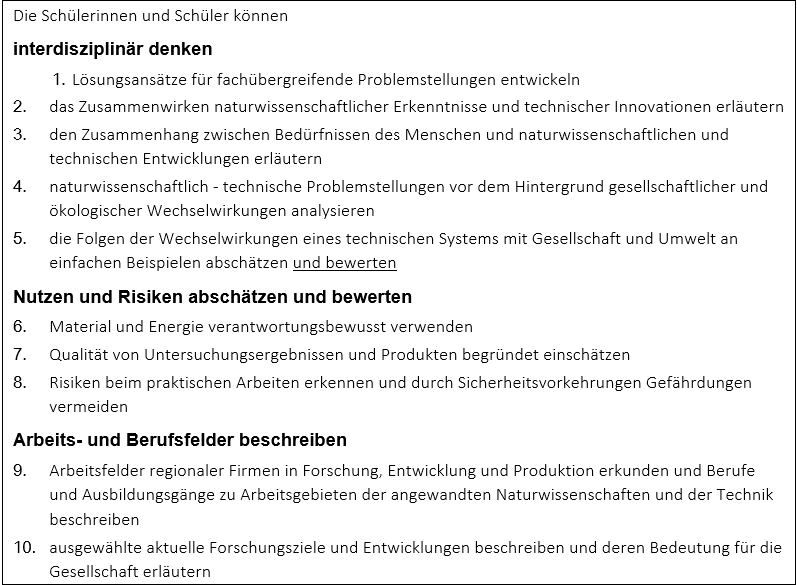 Die Schülerinnen und Schüler können
interdisziplinär denken
1. Lösungsansätze für fachübergreifende Problemstellungen entwickeln
2. das Zusammenwirken naturwissenschaftlicher Erkenntnisse und technischer Innovationen erläutern
3. den Zusammenhang zwischen Bedürfnissen des Menschen und naturwissenschaftlichen und
technischen Entwicklungen erläutern
4. naturwissenschaftlich - technische Problemstellungen vor dem Hintergrund gesellschaftlicher und
ökologischer Wechselwirkungen analysieren
5. die Folgen der Wechselwirkungen eines technischen Systems mit Gesellschaft und Umwelt an
einfachen Beispielen abschätzen und bewerten
Nutzen und Risiken abschätzen und bewerten
6. Material und Energie verantwortungsbewusst verwenden
7. Qualität von Untersuchungsergebnissen und Produkten begründet einschätzen
8. Risiken beim praktischen Arbeiten erkennen und durch Sicherheitsvorkehrungen Gefährdungen
vermeiden
Arbeits- und Berufsfelder beschreiben
9. Arbeitsfelder regionaler Firmen in Forschung, Entwicklung und Produktion erkunden und Berufe
und Ausbildungsgänge zu Arbeitsgebieten der angewandten Naturwissenschaften und der Technik
beschreiben
10. ausgewählte aktuelle Forschungsziele und Entwicklungen beschreiben und deren Bedeutung für die
Gesellschaft erläutern